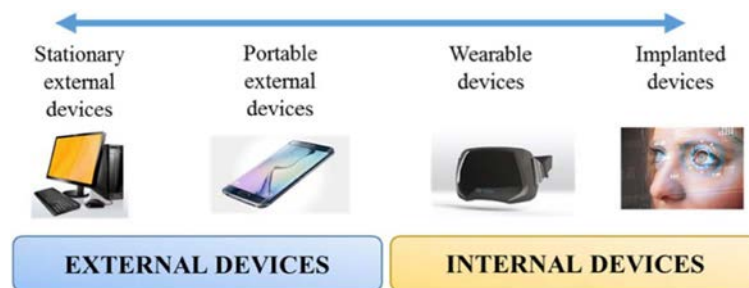 Stationary
external
devices
Portable
external
devices
Wearable
devices
Implanted
devices
EXTERNAL DEVICES
INTERNAL DEVICES